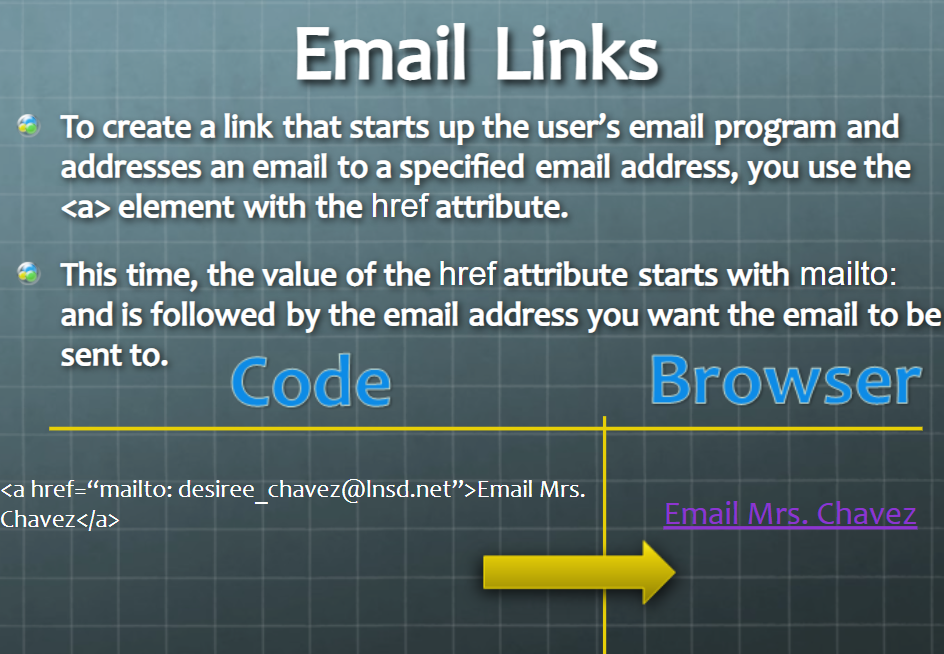 Email Links
To create a link that starts up the user’s email program and
addresses an email to a specified email address, you use the
<a> element with the href attribute.
This time, the value of the href attribute starts with mailto:
and is followed by the email address you want the email to be
sent to.
Code
Browser
<a href=“mailto: desiree_chavez@lnsd.net”>Email Mrs.
Chavez</a>
Email Mrs. Chavez